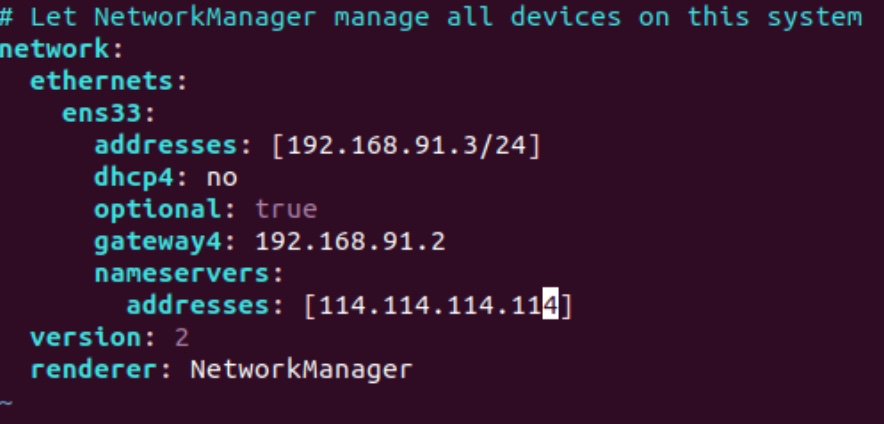 # Let NetworkManager manage all devices on this system
network:
  ethernets:
    ens33:
      addresses: [192.168.91.3/24]
      dhcp4: no
      optional: true
      gateway4: 192.168.91.2
      nameservers:
        addresses: [114.114.114.114]
  version: 2
  renderer: NetworkManager
~